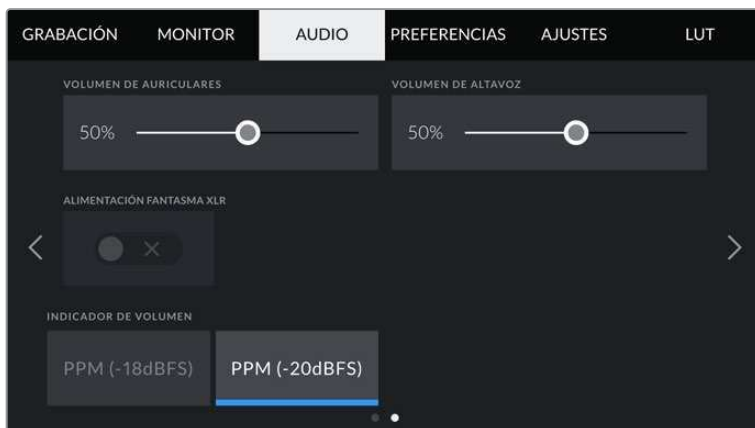 GRABACIÓN MONITOR AUDIO PREFERENCIAS AJUSTES LUT
VOLUMEN DE AURICULARES VOLUMEN DE ALTAVOZ
50% 50%
ALIMENTACIÓN FANTASMA XLR
INDICADOR DE VOLUMEN
PPM (-18dBFS) PPM (-20dBFS)